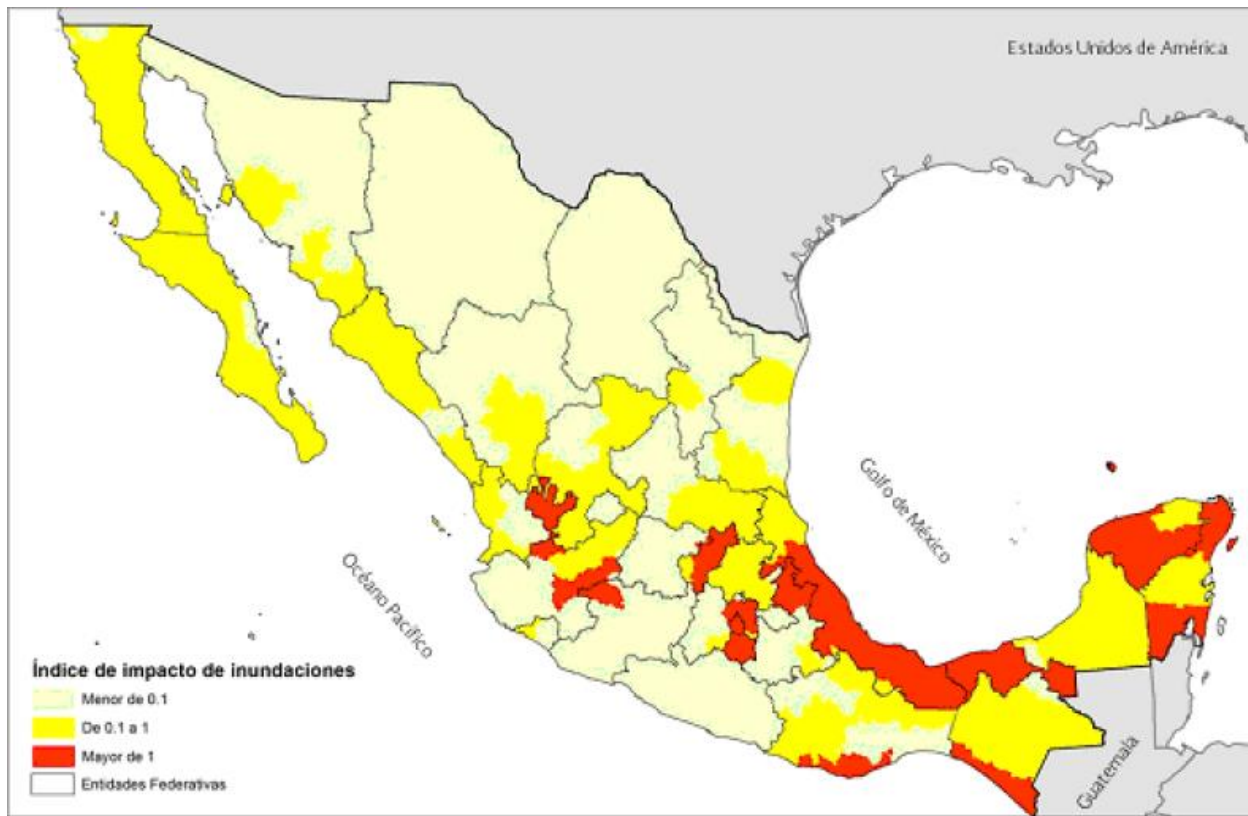 Estados Unidos de América
Golfo de México
Océano Pacífico
Guatemala
Índice de impacto de inundaciones
Menor de 0.1
De 0.1 a 1
Mayor de 1
Entidades Federativas